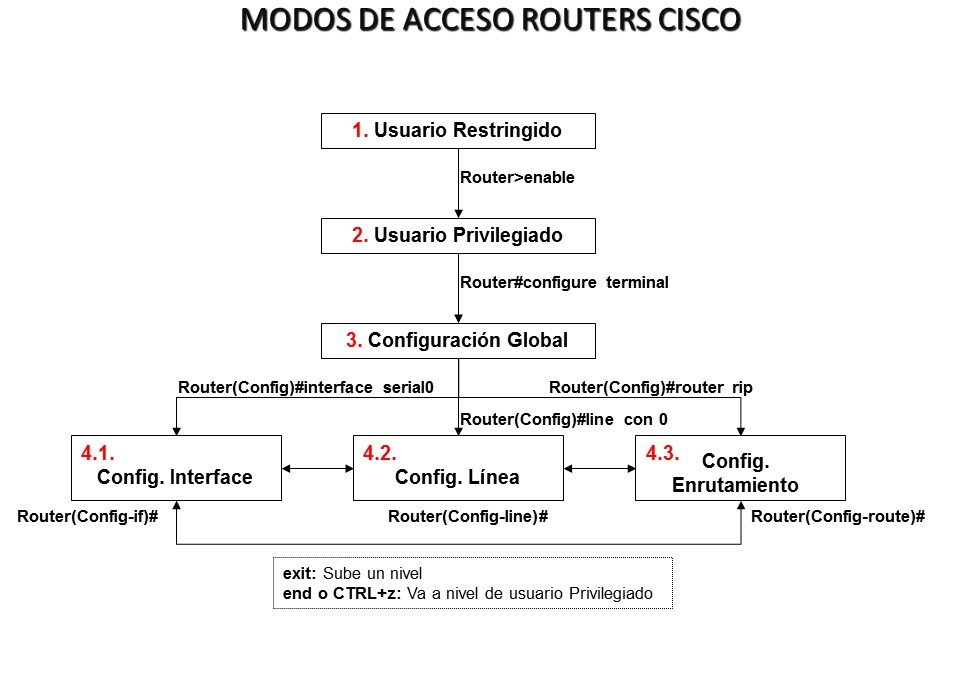 MODOS DE ACCESO ROUTERS CISCO
1. Usuario Restringido
Router>enable
2. Usuario Privilegiado
Router#configure terminal
3. Configuración Global
Router(Config)#interface serial0
Router(Config)#router rip
Router(Config)#line con 0
4.1.
Config. Interface
4.2.
Config. Línea
4.3.
Config.
Enrutamiento
Router(Config-if)#
Router(Config-line)#
Router(Config-route)#
exit: Sube un nivel
end o CTRL+z: Va a nivel de usuario Privilegiado